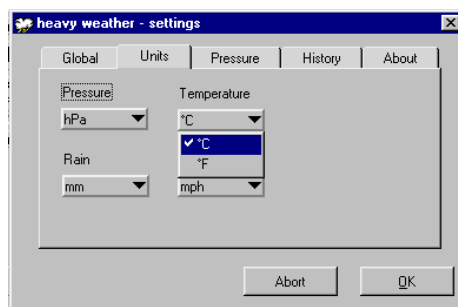 heavy weather - settings
Global Units Pressure History About
Pressure Temperature
hPa °C
°C
Rain °F
mm mph
Abort OK